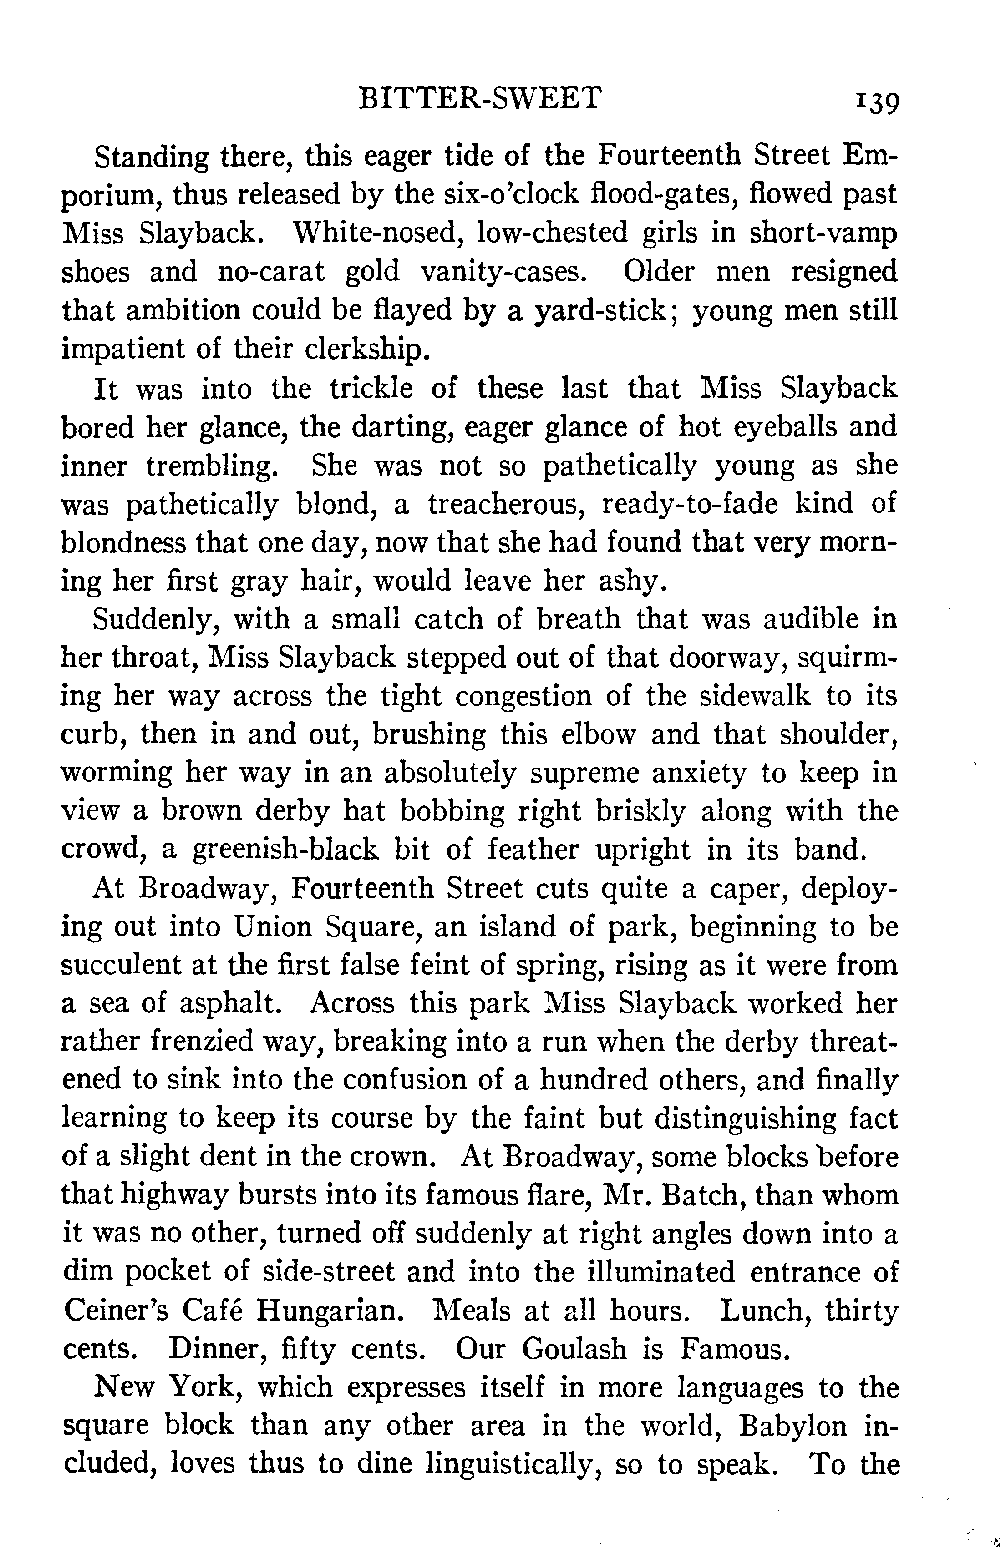 BITTER-SWEET 139
Standing there, this eager tide of the Fourteenth Street Em-
porium, thus released by the six-o'clock flood-gates, flowed past
Miss Slayback. White-nosed, low-chested girls in short-vamp
shoes and no-carat gold vanity-cases. Older men resigned
that ambition could be flayed by a yard-stick; young men still
impatient of their clerkship.
It was into the trickle of these last that Miss Slayback
bored her glance, the darting, eager glance of hot eyeballs and
inner trembling. She was not so pathetically young as she
was pathetically blond, a treacherous, ready-to-fade kind of
blondness that one day, now that she had found that very morn-
ing her first gray hair, would leave her ashy.
Suddenly, with a small catch of breath that was audible in
her throat, Miss Slayback stepped out of that doorway, squirm-
ing her way across the tight congestion of the sidewalk to its
curb, then in and out, brushing this elbow and that shoulder,
worming her way in an absolutely supreme anxiety to keep in
view a brown derby hat bobbing right briskly along with the
crowd, a greenish-black bit of feather upright in its band.
At Broadway, Fourteenth Street cuts quite a caper, deploy-
ing out into Union Square, an island of park, beginning to be
succulent at the first false feint of spring, rising as it were from
a sea of asphalt. Across this park Miss Slayback worked her
rather frenzied way, breaking into a run when the derby threat-
ened to sink into the confusion of a hundred others, and finally
learning to keep its course by the faint but distinguishing fact
of a slight dent in the crown. At Broadway, some blocks before
that highway bursts into its famous flare, Mr. Batch, than whom
it was no other, turned off suddenly at right angles down into a
dim pocket of side-street and into the illuminated entrance of
Ceiner's Café Hungarian. Meals at all hours. Lunch, thirty
cents. Dinner, fifty cents. Our Goulash is Famous.
New York, which expresses itself in more languages to the
square block than any other area in the world, Babylon in-
cluded, loves thus to dine linguistically, so to speak. To the